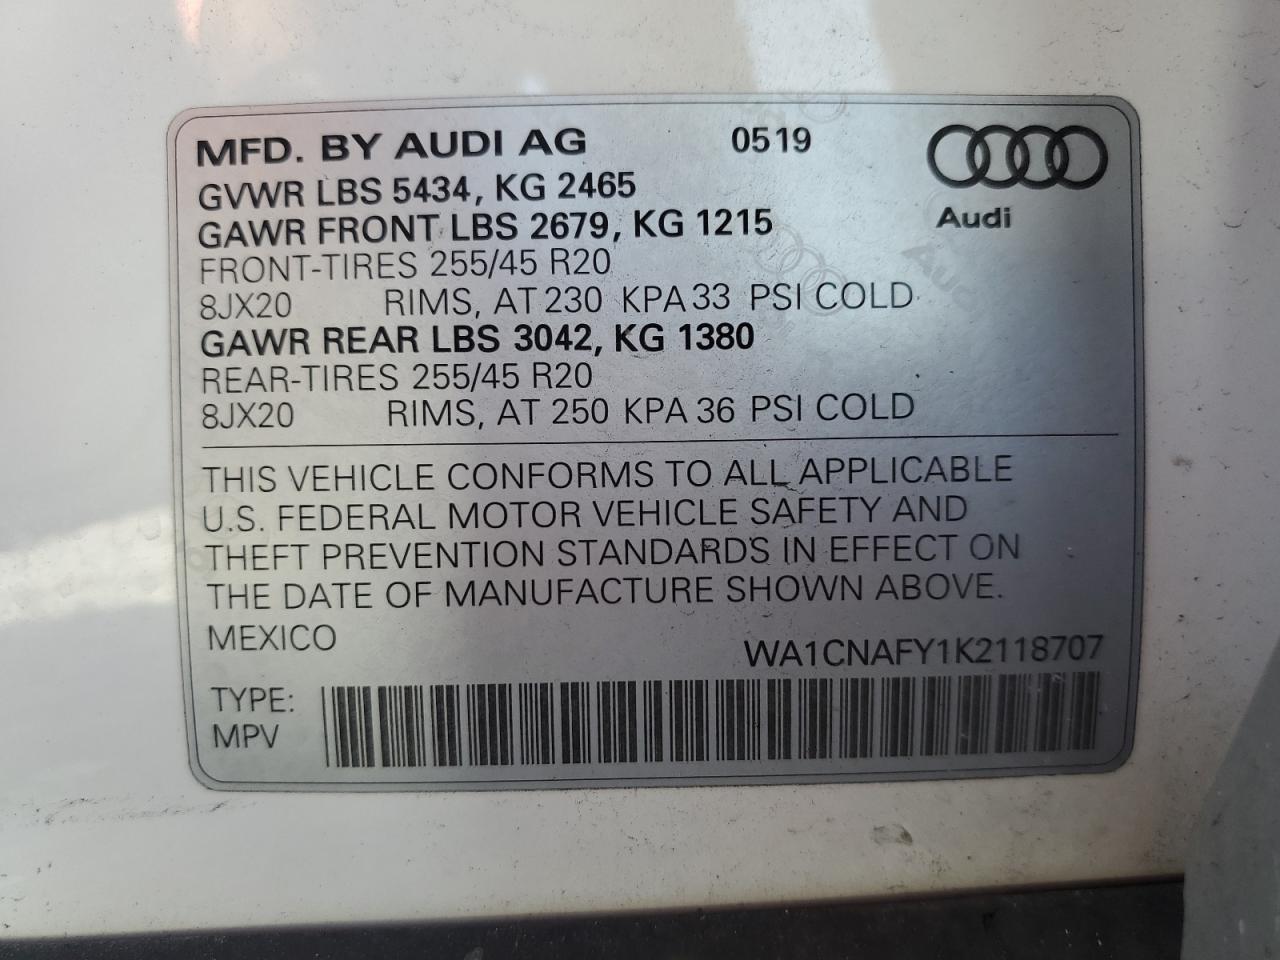 MFD. BY AUDI AG 0519
GVWR LBS 5434, KG 2465
GAWR FRONT LBS 2679, KG 1215
Audi
FRONT-TIRES 255/45 R20
8JX20 RIMS, AT 230 KPA 33 PSI COLD
GAWR REAR LBS 3042, KG 1380
REAR-TIRES 255/45 R20
8JX20 RIMS, AT 250 KPA 36 PSI COLD
THIS VEHICLE CONFORMS TO ALL APPLICABLE
U.S. FEDERAL MOTOR VEHICLE SAFETY AND
THEFT PREVENTION STANDARDS IN EFFECT ON
THE DATE OF MANUFACTURE SHOWN ABOVE.
MEXICO WA1CNAFY1K2118707
TYPE:
MPV